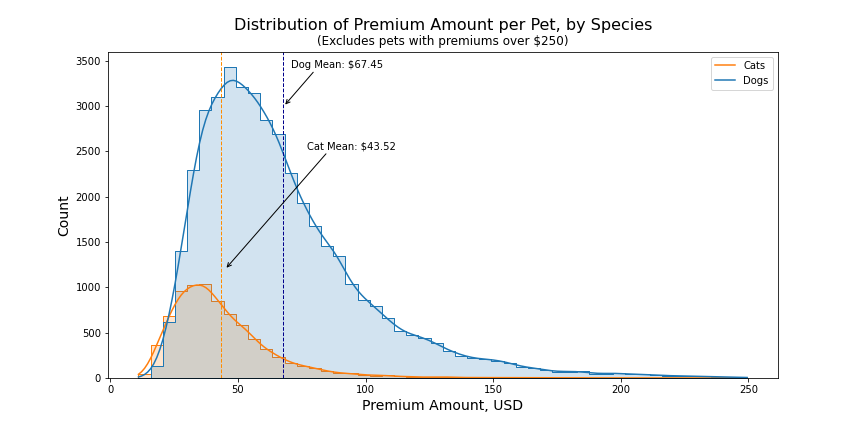 Distribution of Premium Amount per Pet, by Species
(Excludes pets with premiums over $250)
3500
3000
2500
2000
1500
1000
500
0
Count
Dog Mean: $67.45
Cat Mean: $43.52
Cats
Dogs
0 50 100 150 200 250
Premium Amount, USD